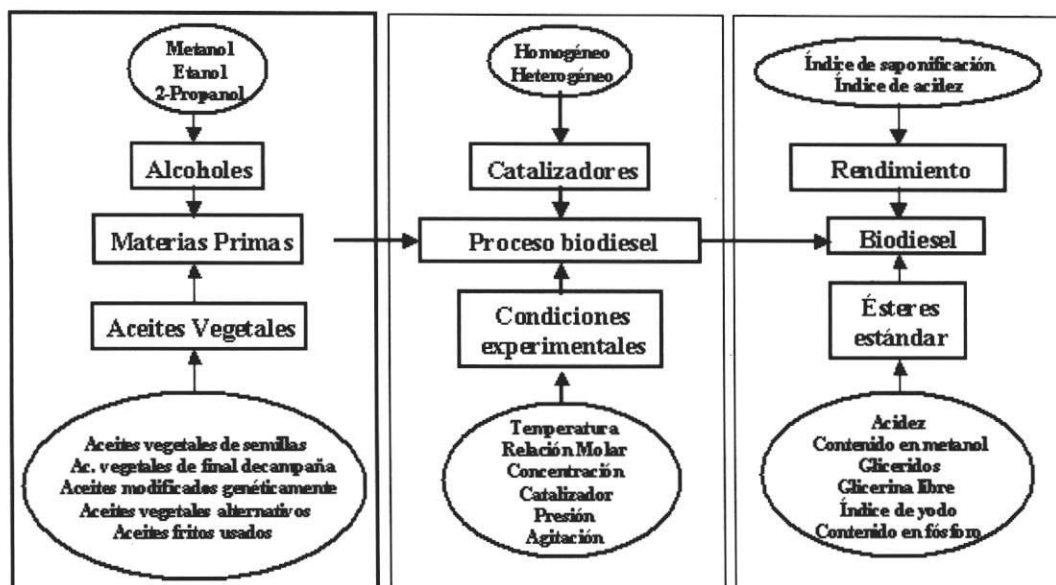 Metanol
Etanol
2-Propanol
Alcoholes
Materias Primas
Aceites Vegetales
Aceites vegetales de semillas
Ac. vegetales de final decampaña
Aceites modificados genéticamente
Aceites vegetales alternativos
Aceites fritos usados
Homogéneo
Heterogéneo
Catalizadores
Proceso biodiesel
Condiciones
experimentales
Temperatura
Relación Molar
Concentración
Catalizador
Presión
Agitación
Índice de saponificación
Índice de acidez
Rendimiento
Biodiesel
Ésteres
estándar
Acidez
Contenido en metanol
Gliceridos
Glicerina libre
Índice de yodo
Contenido en fósforo